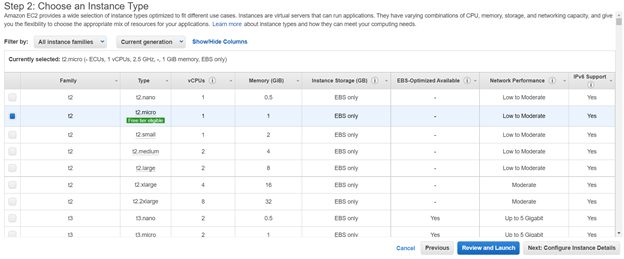 Step 2: Choose an Instance Type
Amazon EC2 provides a wide selection of instance types optimized to fit different use cases. Instances are virtual servers that can run applications. They have varying combinations of CPU, memory, storage, and networking capacity, and give
you the flexibility to choose the appropriate mix of resources for your applications. Learn more about instance types and how they can meet your computing needs.
Filter by: All instance families Current generation Show/Hide Columns
Currently selected: t2.micro (- ECUs, 1 vCPUs, 2.5 GHz, -, 1 GiB memory, EBS only)
Family Type vCPUs Memory (GiB) Instance Storage (GB) EBS-Optimized Available Network Performance IPv6 Support
t2 t2.nano 1 0.5 EBS only - Low to Moderate Yes
t2 t2.micro 1 1 EBS only - Low to Moderate Yes
Free tier eligible
t2 t2.small 1 2 EBS only - Low to Moderate Yes
t2 t2.medium 2 4 EBS only - Low to Moderate Yes
t2 t2.large 2 8 EBS only - Low to Moderate Yes
t2 t2.xlarge 4 16 EBS only - Moderate Yes
t2 t2.2xlarge 8 32 EBS only - Moderate Yes
t3 t3.nano 2 0.5 EBS only Yes Up to 5 Gigabit Yes
t3 t3.micro 2 1 EBS only Yes Up to 5 Gigabit Yes
Cancel Previous Review and Launch Next: Configure Instance Details